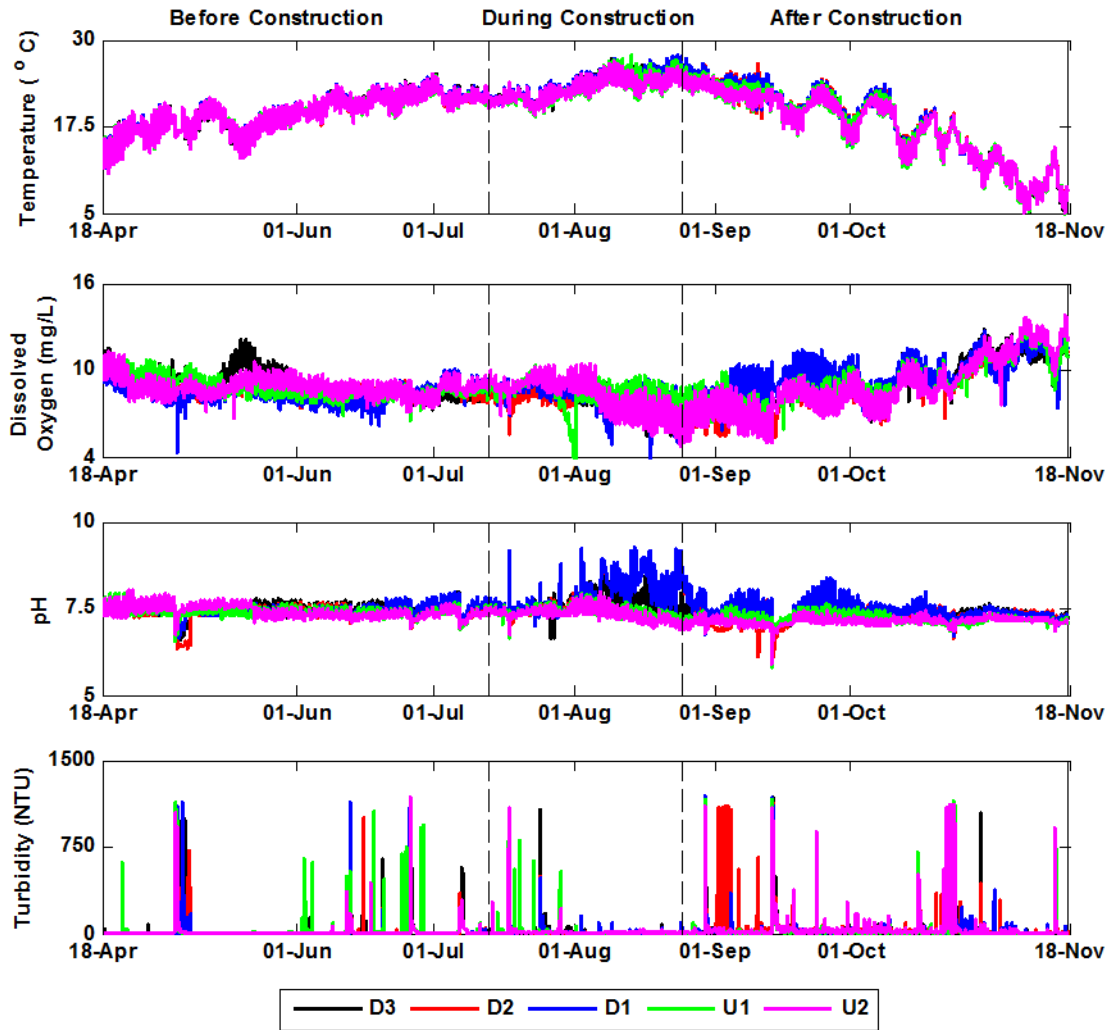 Before Construction During Construction After Construction
Temperature ( ° C)
30
17.5
5
18-Apr 01-Jun 01-Jul 01-Aug 01-Sep 01-Oct 18-Nov
Dissolved
Oxygen (mg/L)
16
10
4
18-Apr 01-Jun 01-Jul 01-Aug 01-Sep 01-Oct 18-Nov
pH
10
7.5
5
18-Apr 01-Jun 01-Jul 01-Aug 01-Sep 01-Oct 18-Nov
Turbidity (NTU)
1500
750
0
18-Apr 01-Jun 01-Jul 01-Aug 01-Sep 01-Oct 18-Nov
D3 D2 D1 U1 U2